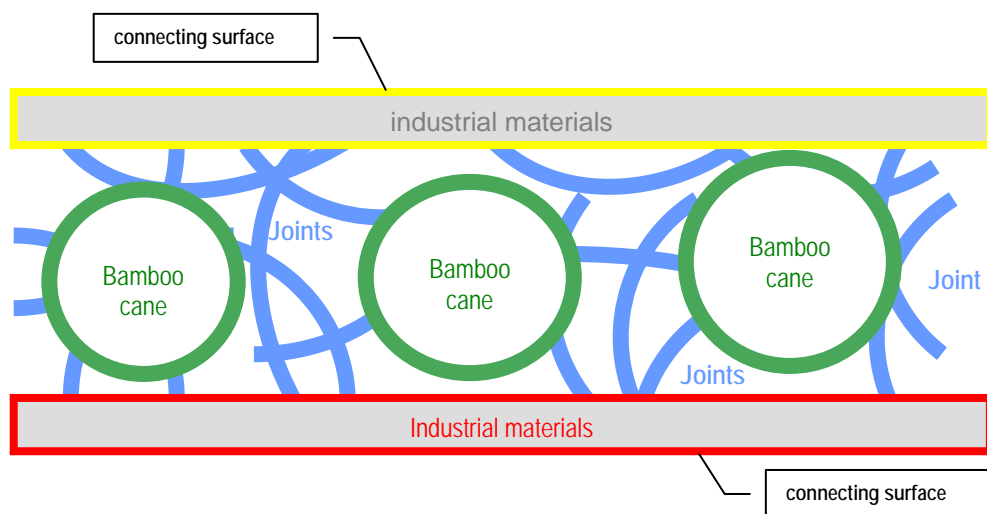 connecting surface
industrial materials
Joints
Bamboo
cane
Bamboo
cane
Bamboo
cane
Joint
Joints
Industrial materials
connecting surface